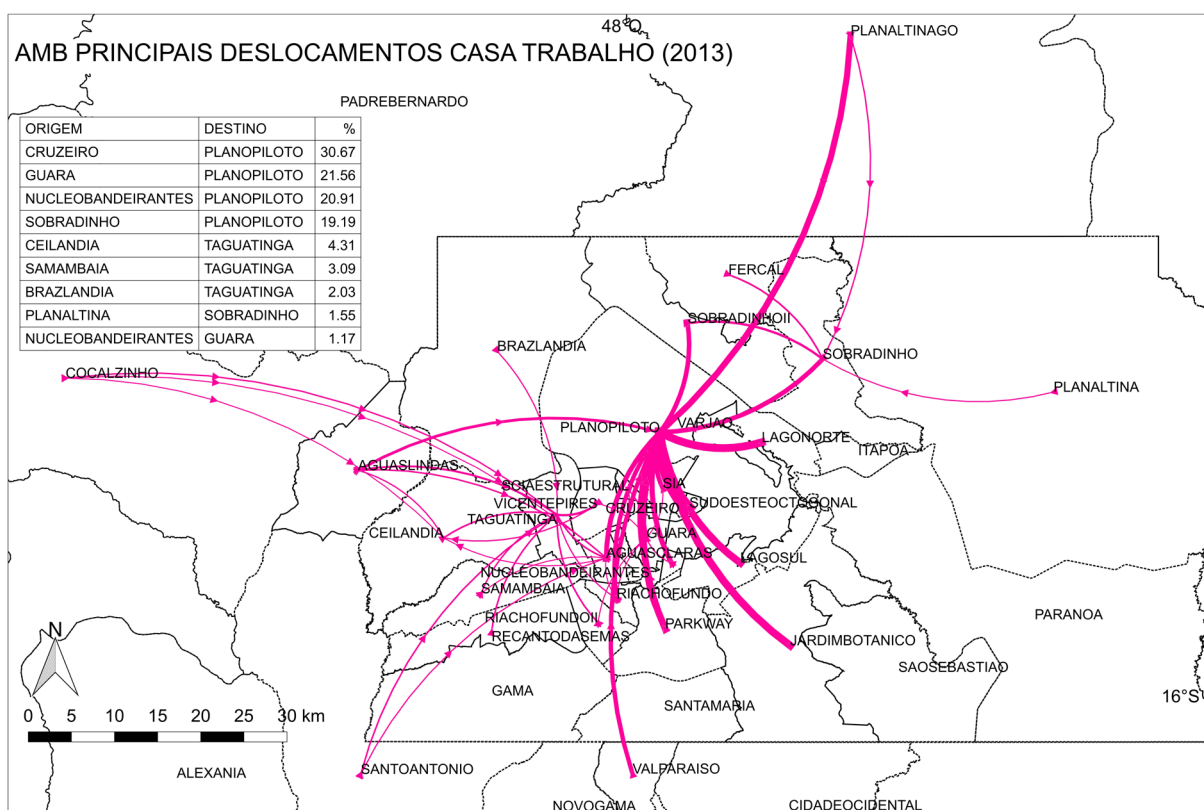 48°O
PLANALTINAGO
AMB PRINCIPAIS DESLOCAMENTOS CASA TRABALHO (2013)
PADREBERNARDO
ORIGEM DESTINO %
CRUZEIRO PLANOPILOTO 30.67
GUARA PLANOPILOTO 21.56
NUCLEOBANDEIRANTES PLANOPILOTO 20.91
SOBRADINHO PLANOPILOTO 19.19
CEILANDIA TAGUATINGA 4.31
SAMAMBAIA TAGUATINGA 3.09
BRAZLANDIA TAGUATINGA 2.03
PLANALTINA SOBRADINHO 1.55
NUCLEOBANDEIRANTES GUARA 1.17
FERCAL
SOBRADINHOII
BRAZLANDIA
SOBRADINHO
COCALZINHO
PLANALTINA
PLANOPILOTO
VARJAO
LAGONORTE
ITAPOA
AGUASLINDAS
SCIAESTRUTURAL
SIA
VICENTEPIRES
CRUZEIRO
SUDOESTEOCTOGONAL
TAGUATINGA
CEILANDIA
GUARA
AGUASCLARAS
LAGOSUL
NUCLEOBANDEIRANTES
SAMAMBAIA
RIACHOFUNDO
RIACHOFUNDOII
PARKWAY
PARANOA
RECANTODASEMAS
JARDIMBOTANICO
N
SAOSEBASTIAO
GAMA
16°S
SANTAMARIA
0 5 10 15 20 25 30 km
ALEXANIA
SANTOANTONIO
VALPARAISO
NOVOGAMA
CIDADEOCIDENTAL